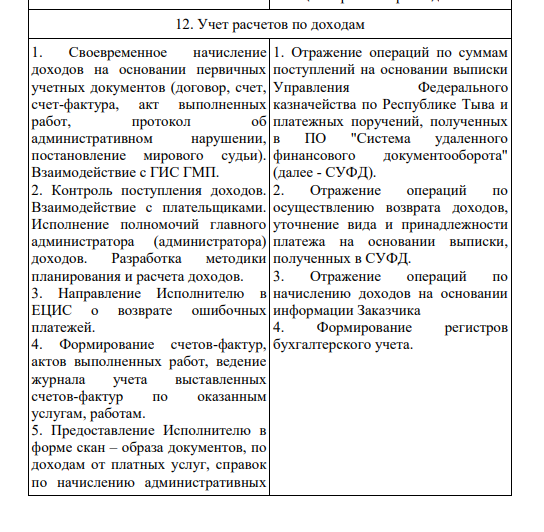 12. Учет расчетов по доходам
1. Своевременное начисление
доходов на основании первичных
учетных документов (договор, счет,
счет-фактура, акт выполненных
работ, протокол об
административном нарушении,
постановление мирового судьи).
Взаимодействие с ГИС ГМП.
2. Контроль поступления доходов.
Взаимодействие с плательщиками.
Исполнение полномочий главного
администратора (администратора)
доходов. Разработка методики
планирования и расчета доходов.
3. Направление Исполнителю в
ЕЦИС о возврате ошибочных
платежей.
4. Формирование счетов-фактур,
актов выполненных работ, ведение
журнала учета выставленных
счетов-фактур по оказанным
услугам, работам.
5. Предоставление Исполнителю в
форме скан – образа документов, по
доходам от платных услуг, справок
по начислению административных
1. Отражение операций по суммам
поступлений на основании выписки
Управления Федерального
казначейства по Республике Тыва и
платежных поручений, полученных
в ПО "Система удаленного
финансового документооборота"
(далее - СУФД).
2. Отражение операций по
осуществлению возврата доходов,
уточнение вида и принадлежности
платежа на основании выписки,
полученных в СУФД.
3. Отражение операций по
начислению доходов на основании
информации Заказчика
4. Формирование регистров
бухгалтерского учета.